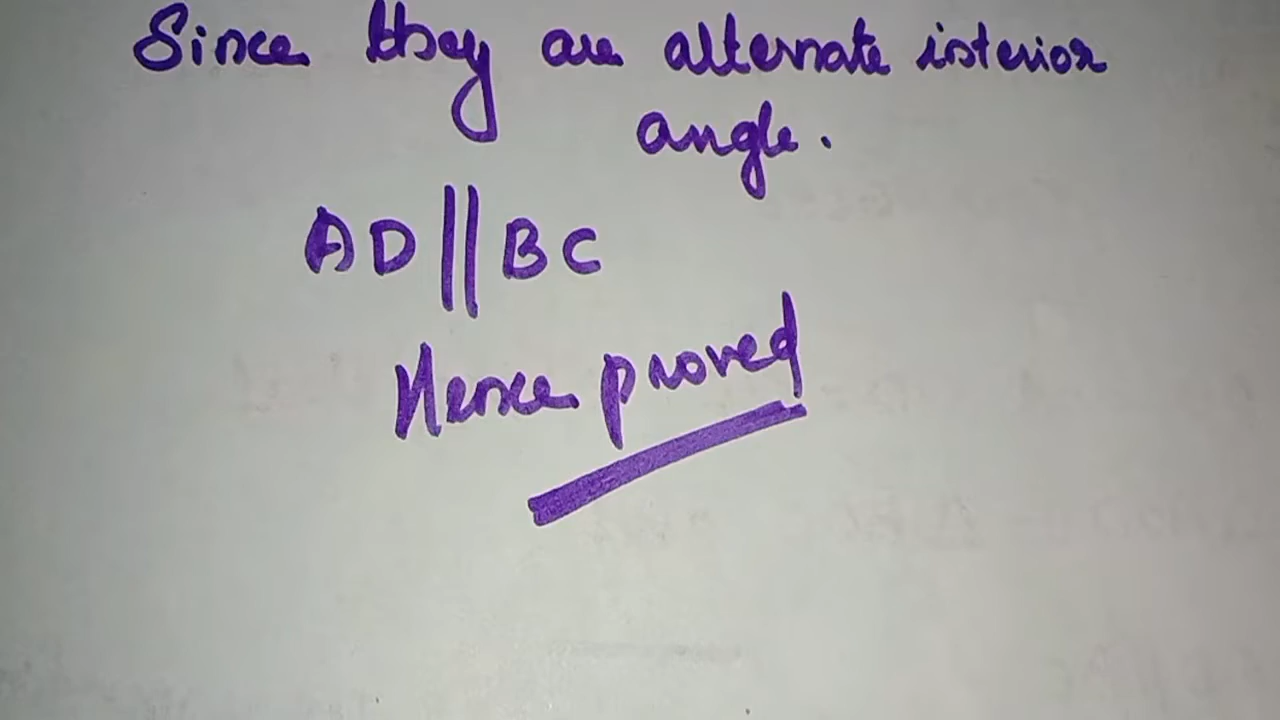 Since they are alternate interior
angle.
AD || BC
Hence proved